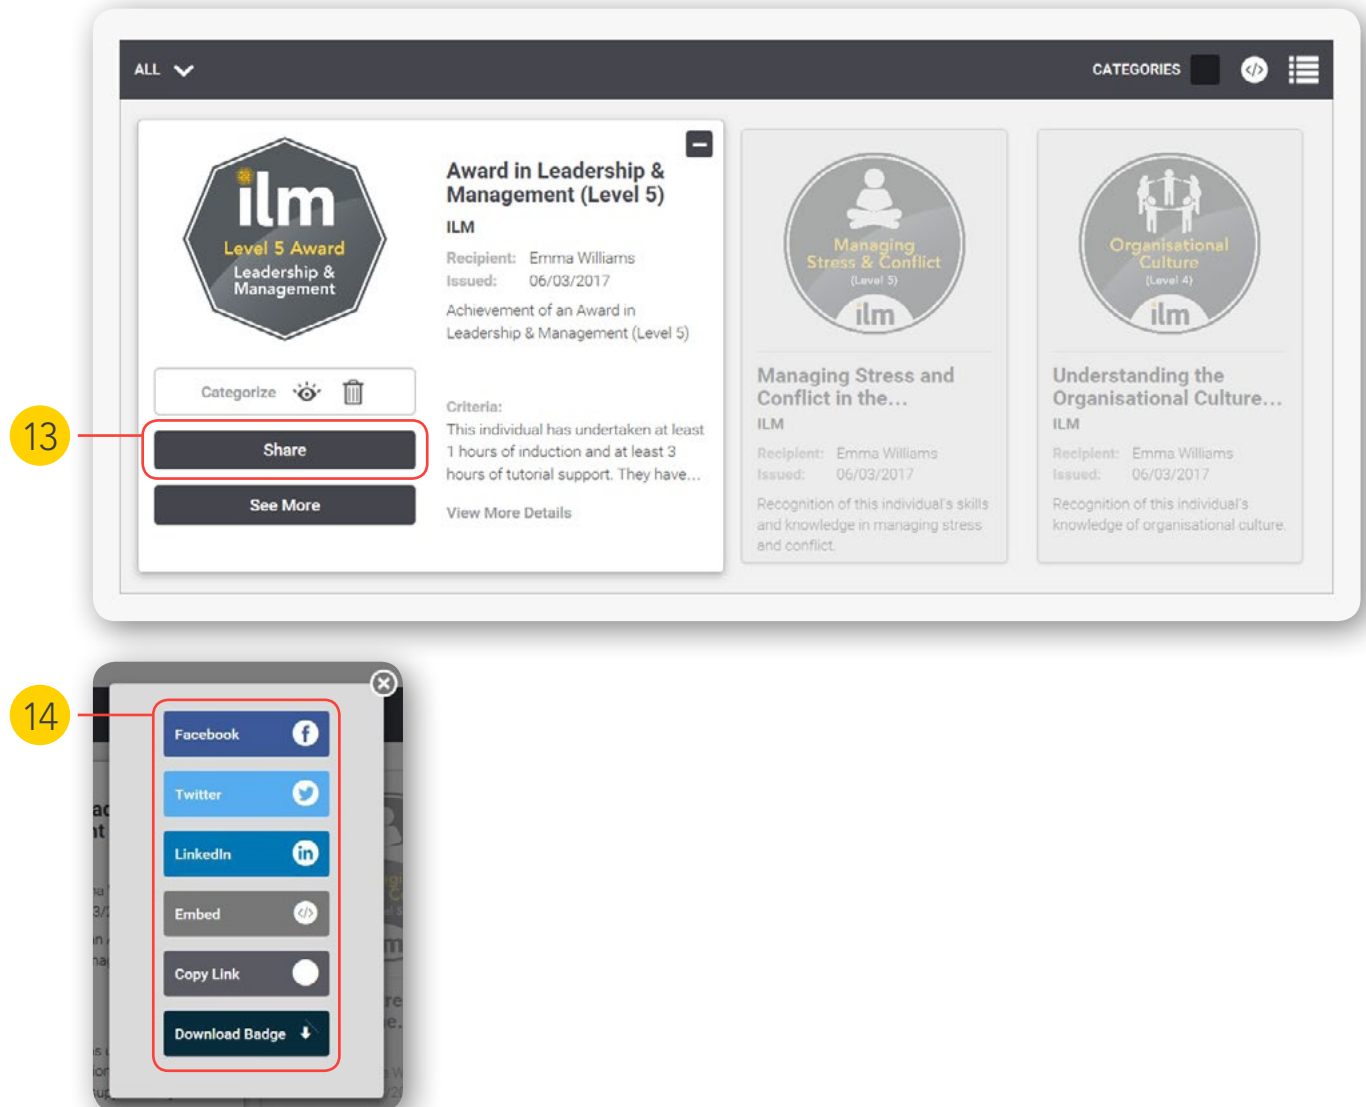 ALL
CATEGORIES
ilm
Level 5 Award
Leadership &
Management
Award in Leadership &
Management (Level 5)
ILM
Recipient: Emma Williams
Issued: 06/03/2017
Achievement of an Award in
Leadership & Management (Level 5)
Categorize
Criteria:
This individual has undertaken at least
1 hours of induction and at least 3
hours of tutorial support. They have...
13
Share
See More
View More Details
Managing
Stress & Conflict
(Level 5)
ilm
Managing Stress and
Conflict in the...
ILM
Recipient: Emma Williams
Issued: 06/03/2017
Recognition of this individual's skills
and knowledge in managing stress
and conflict.
Organisational
Culture
(Level 4)
ilm
Understanding the
Organisational Culture...
ILM
Recipient: Emma Williams
Issued: 06/03/2017
Recognition of this individual's
knowledge of organisational culture.
14
Facebook
Twitter
LinkedIn
Embed
Copy Link
Download Badge